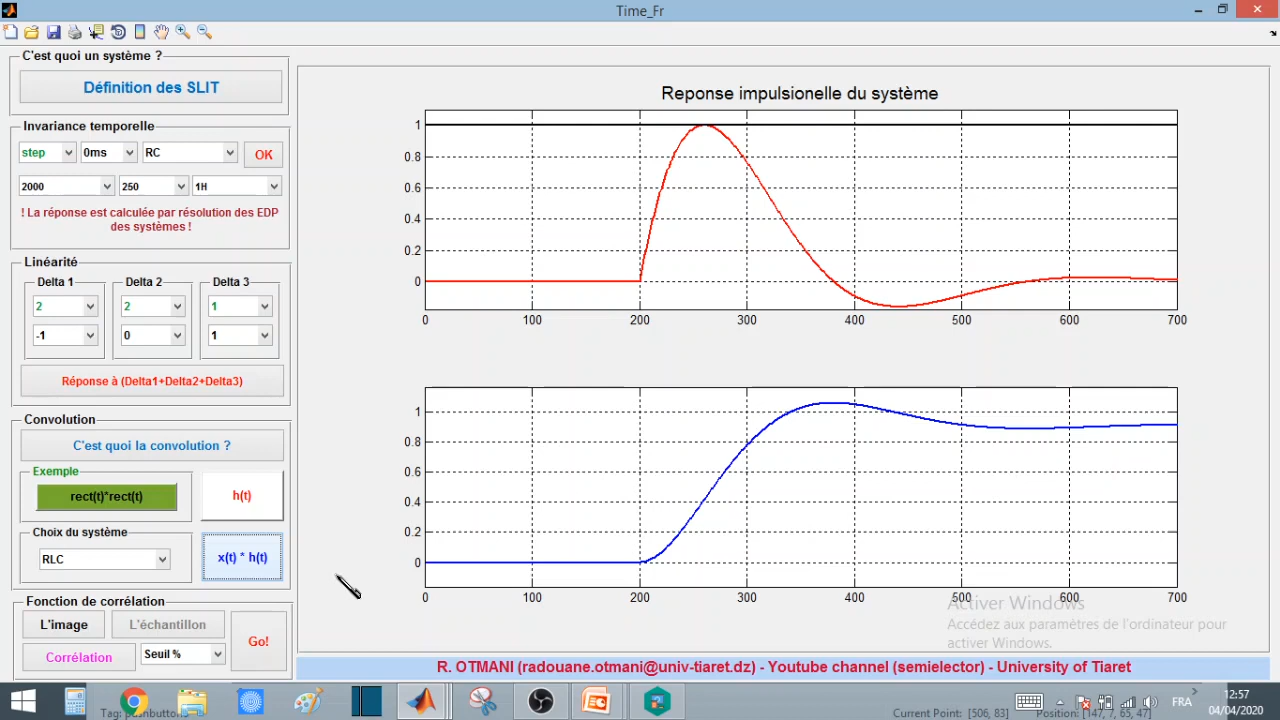 Time_Fr
C'est quoi un système ?
Définition des SLIT
Invariance temporelle
step 0ms RC OK
2000 250 1H
! La réponse est calculée par résolution des EDP
des systèmes !
Linéarité
Delta 1 Delta 2 Delta 3
2 2 1
-1 0 1
Réponse à (Delta1+Delta2+Delta3)
Convolution
C'est quoi la convolution ?
Exemple
rect(t)*rect(t) h(t)
Choix du système
RLC x(t) * h(t)
Fonction de corrélation
L'image L'échantillon Go!
Corrélation Seuil %
Reponse impulsionelle du système
1
0.8
0.6
0.4
0.2
0
0 100 200 300 400 500 600 700
1
0.8
0.6
0.4
0.2
0
0 100 200 300 400 500 600 700
Activer Windows
Accédez aux paramètres de l'ordinateur pour
activer Windows.
R. OTMANI (radouane.otmani@univ-tiaret.dz) - Youtube channel (semielector) - University of Tiaret
FRA
12:57
04/04/2020
Current Point: [506, 83] Position: [147, 7, 65, 47]